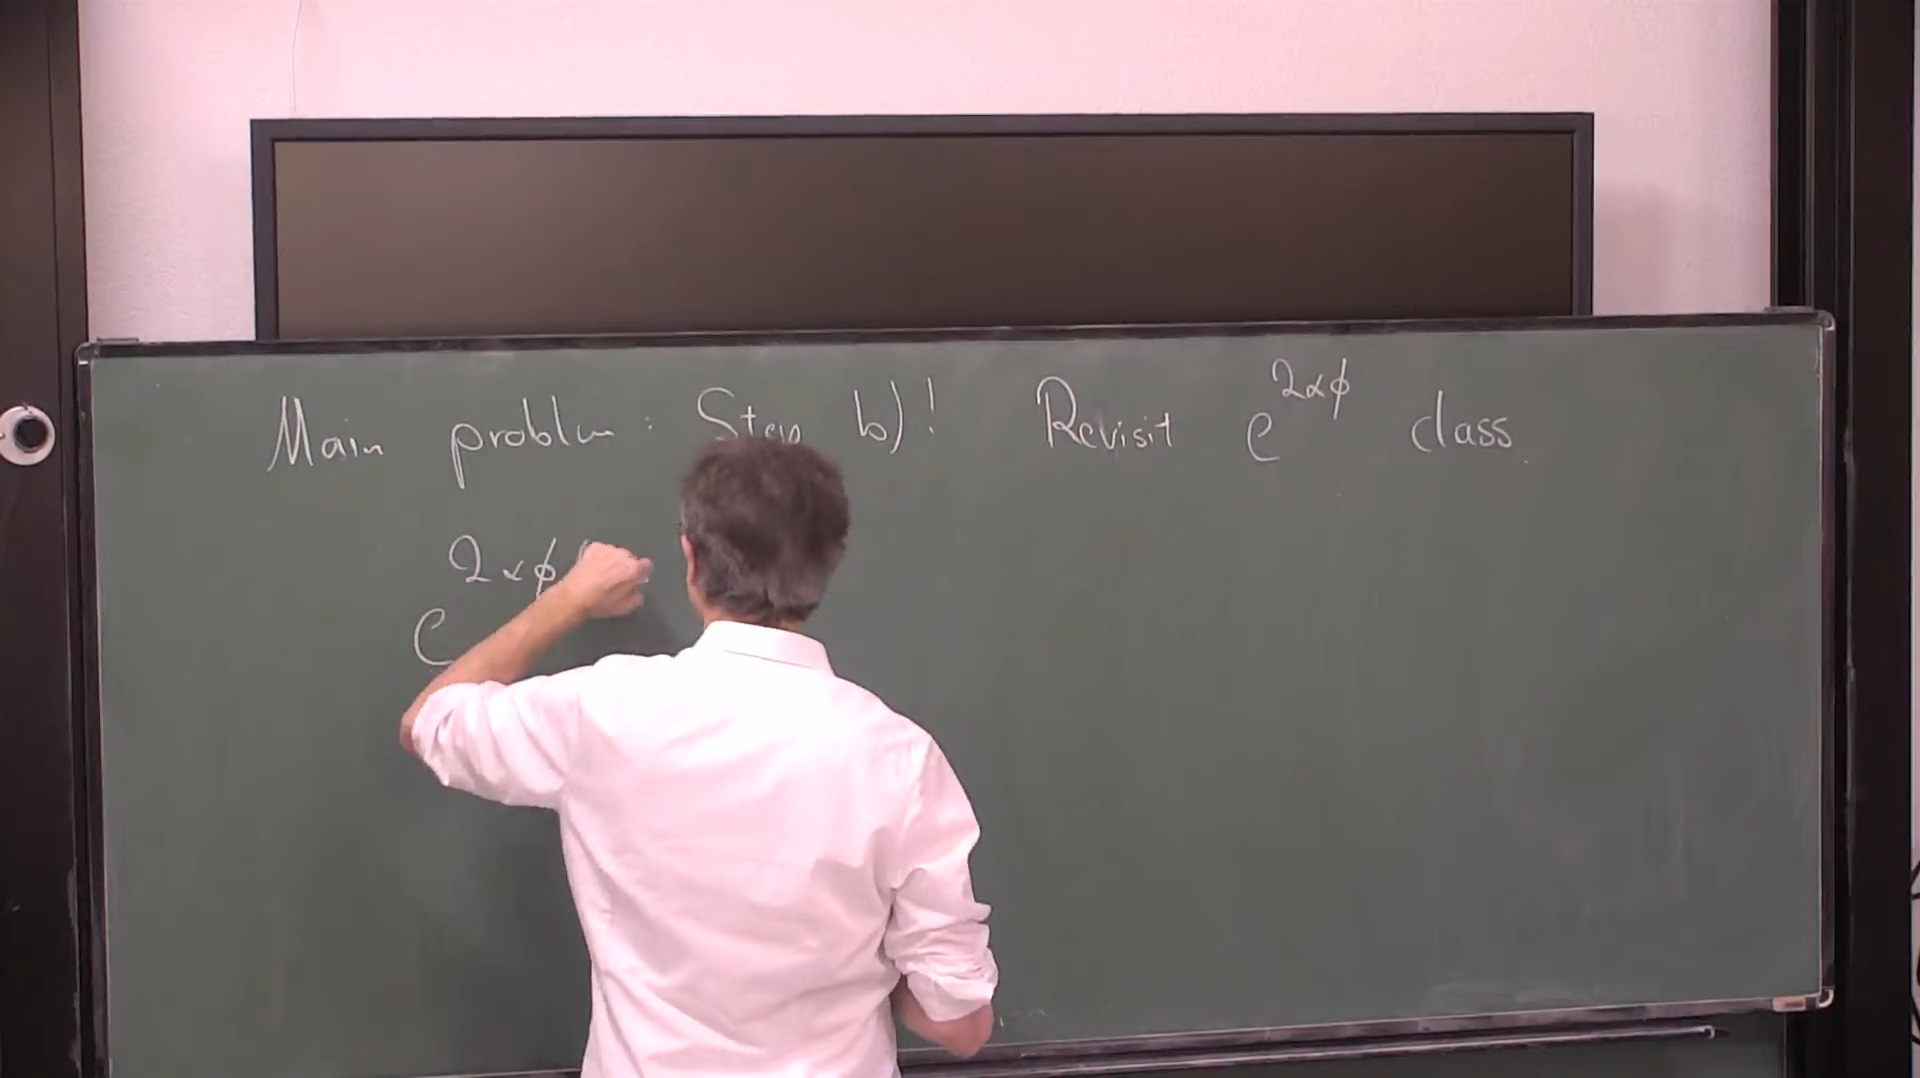 Main problem: Step b)! Revisit e^{2αϕ} class.
e^{2αϕ